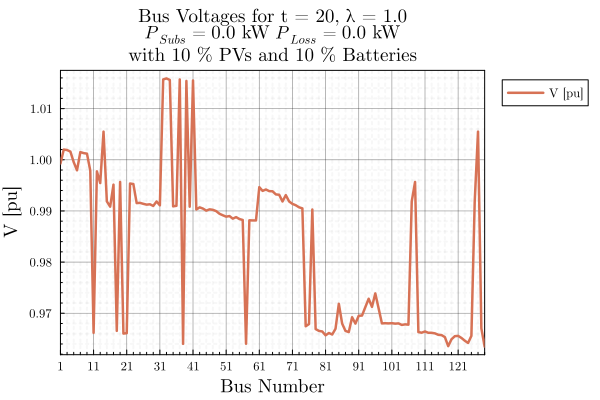 Bus Voltages for t = 20, λ = 1.0
P_Subs = 0.0 kW P_Loss = 0.0 kW
with 10 % PVs and 10 % Batteries
V [pu]
1.01
1.00
0.99
0.98
0.97
V [pu]
1 11 21 31 41 51 61 71 81 91 101 111 121
Bus Number